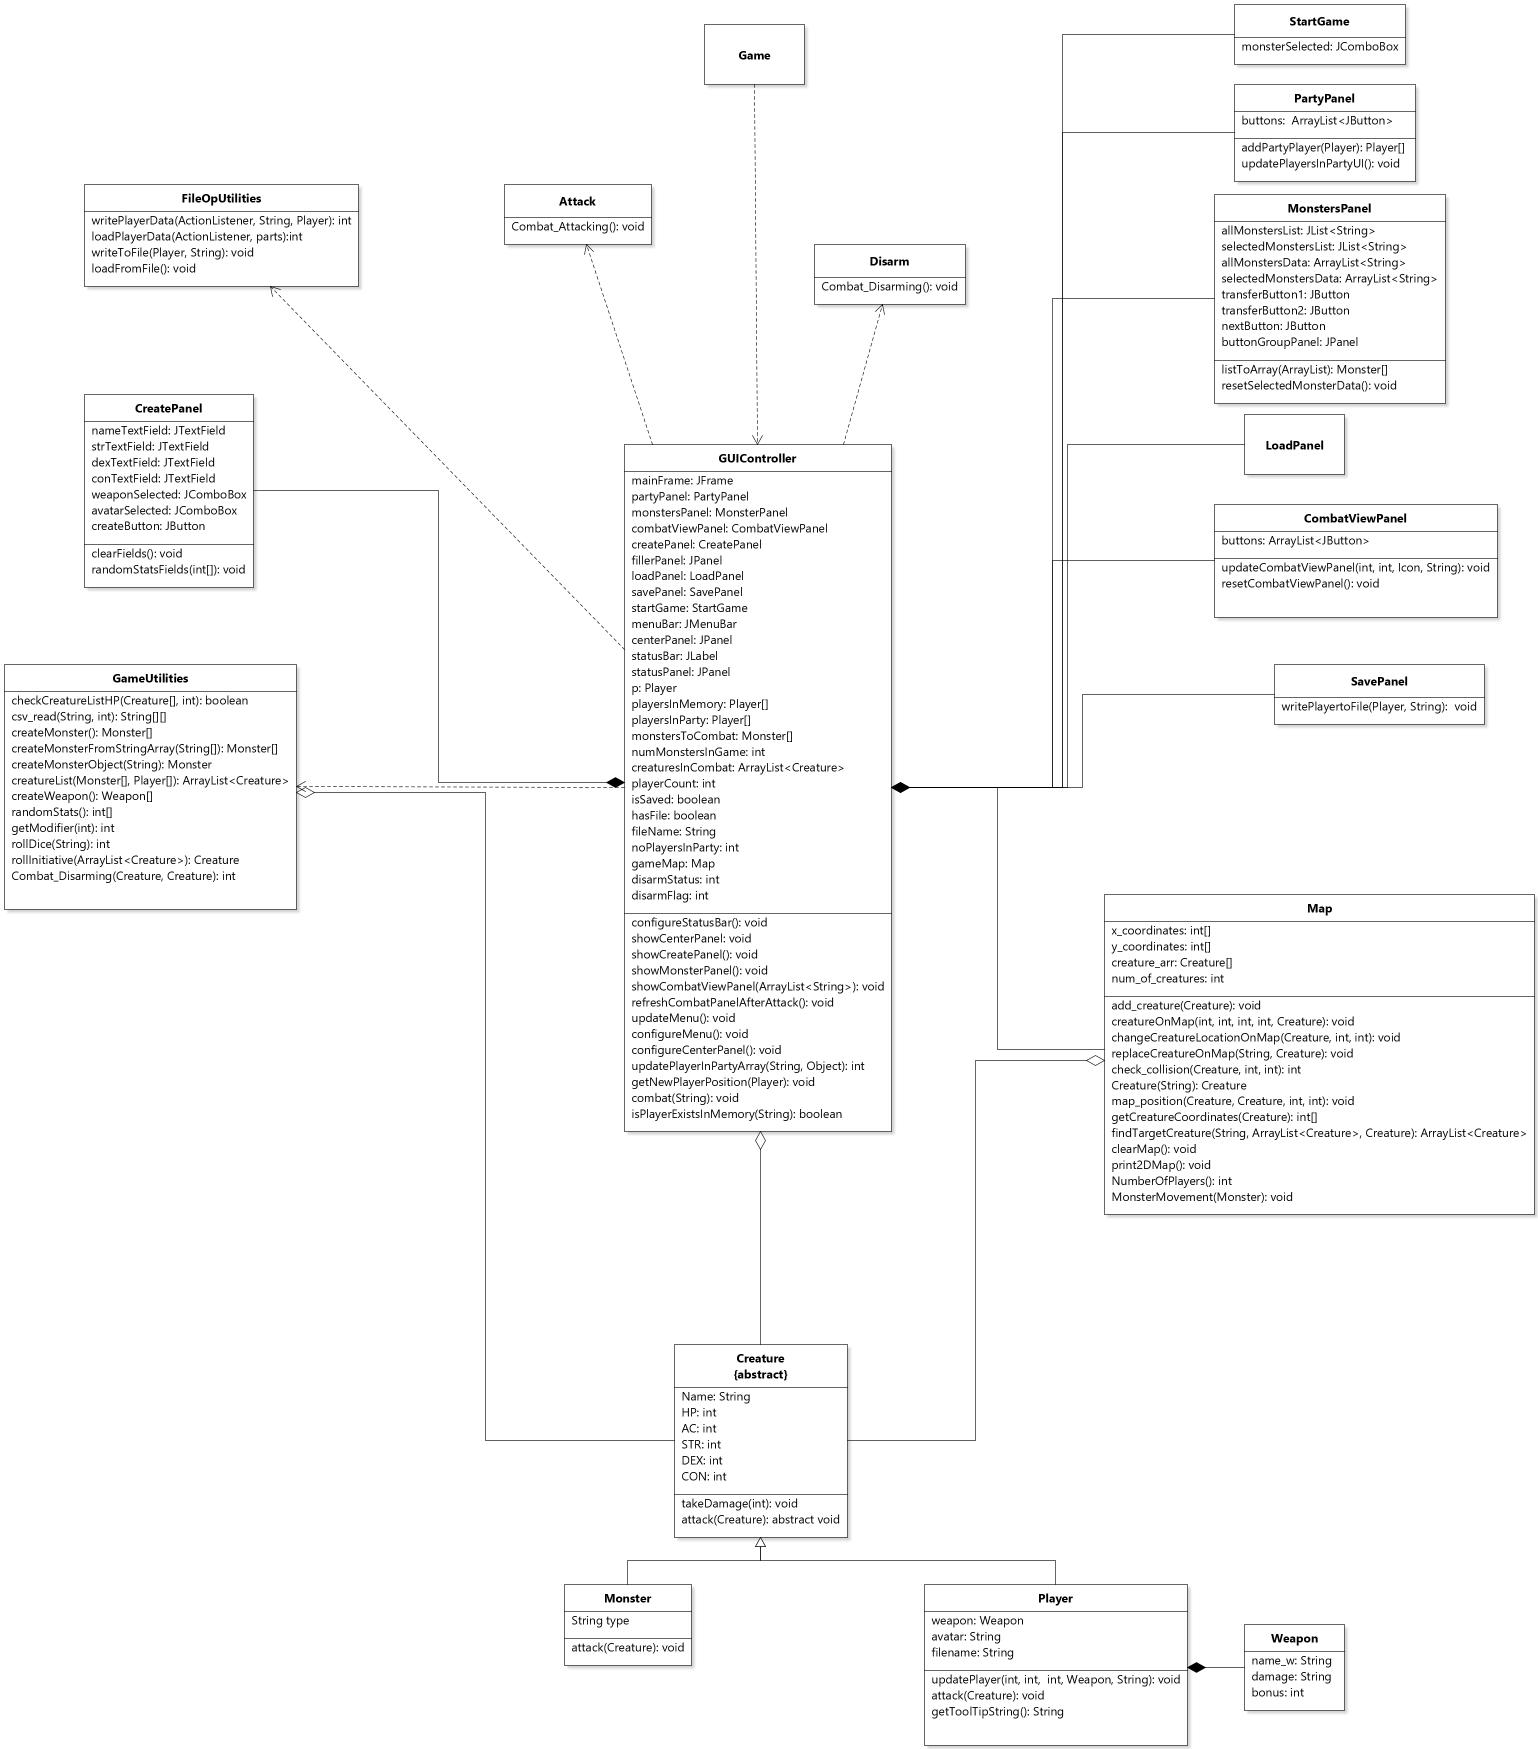 Game
StartGame
monsterSelected: JComboBox
PartyPanel
buttons:  ArrayList<JButton>
addPartyPlayer(Player): Player[]
updatePlayersInPartyUI(): void
FileOpUtilities
writePlayerData(ActionListener, String, Player): int
loadPlayerData(ActionListener, parts):int
writeToFile(Player, String): void
loadFromFile(): void
Attack
Combat_Attacking(): void
Disarm
Combat_Disarming(): void
MonstersPanel
allMonstersList: JList<String>
selectedMonstersList: JList<String>
allMonstersData: ArrayList<String>
selectedMonstersData: ArrayList<String>
transferButton1: JButton
transferButton2: JButton
nextButton: JButton
buttonGroupPanel: JPanel
listToArray(ArrayList): Monster[]
resetSelectedMonsterData(): void
CreatePanel
nameTextField: JTextField
strTextField: JTextField
dexTextField: JTextField
conTextField: JTextField
weaponSelected: JComboBox
avatarSelected: JComboBox
createButton: JButton
clearFields(): void
randomStatsFields(int[]): void
LoadPanel
CombatViewPanel
buttons: ArrayList<JButton>
updateCombatViewPanel(int, int, Icon, String): void
resetCombatViewPanel(): void
SavePanel
writePlayertoFile(Player, String):  void
GUIController
mainFrame: JFrame
partyPanel: PartyPanel
monstersPanel: MonsterPanel
combatViewPanel: CombatViewPanel
createPanel: CreatePanel
fillerPanel: JPanel
loadPanel: LoadPanel
savePanel: SavePanel
startGame: StartGame
menuBar: JMenuBar
centerPanel: JPanel
statusBar: JLabel
statusPanel: JPanel
p: Player
playersInMemory: Player[]
playersInParty: Player[]
monstersToCombat: Monster[]
numMonstersInGame: int
creaturesInCombat: ArrayList<Creature>
playerCount: int
isSaved: boolean
hasFile: boolean
fileName: String
noPlayersInParty: int
gameMap: Map
disarmStatus: int
disarmFlag: int
configureStatusBar(): void
showCenterPanel: void
showCreatePanel(): void
showMonsterPanel(): void
showCombatViewPanel(ArrayList<String>): void
refreshCombatPanelAfterAttack(): void
updateMenu(): void
configureMenu(): void
configureCenterPanel(): void
updatePlayerInPartyArray(String, Object): int
getNewPlayerPosition(Player): void
combat(String): void
isPlayerExistsInMemory(String): boolean
GameUtilities
checkCreatureListHP(Creature[], int): boolean
csv_read(String, int): String[][]
createMonster(): Monster[]
createMonsterFromStringArray(String[]): Monster[]
createMonsterObject(String): Monster
creatureList(Monster[], Player[]): ArrayList<Creature>
createWeapon(): Weapon[]
randomStats(): int[]
getModifier(int): int
rollDice(String): int
rollInitiative(ArrayList<Creature>): Creature
Combat_Disarming(Creature, Creature): int
Map
x_coordinates: int[]
y_coordinates: int[]
creature_arr: Creature[]
num_of_creatures: int
add_creature(Creature): void
creatureOnMap(int, int, int, int, Creature): void
changeCreatureLocationOnMap(Creature, int, int): void
replaceCreatureOnMap(String, Creature): void
check_collision(Creature, int, int): int
Creature(String): Creature
map_position(Creature, Creature, int, int): void
getCreatureCoordinates(Creature): int[]
findTargetCreature(String, ArrayList<Creature>, Creature): ArrayList<Creature>
clearMap(): void
print2DMap(): void
NumberOfPlayers(): int
MonsterMovement(Monster): void
Creature
{abstract}
Name: String
HP: int
AC: int
STR: int
DEX: int
CON: int
takeDamage(int): void
attack(Creature): abstract void
Monster
String type
attack(Creature): void
Player
weapon: Weapon
avatar: String
filename: String
updatePlayer(int, int,  int, Weapon, String): void
attack(Creature): void
getToolTipString(): String
Weapon
name_w: String
damage: String
bonus: int